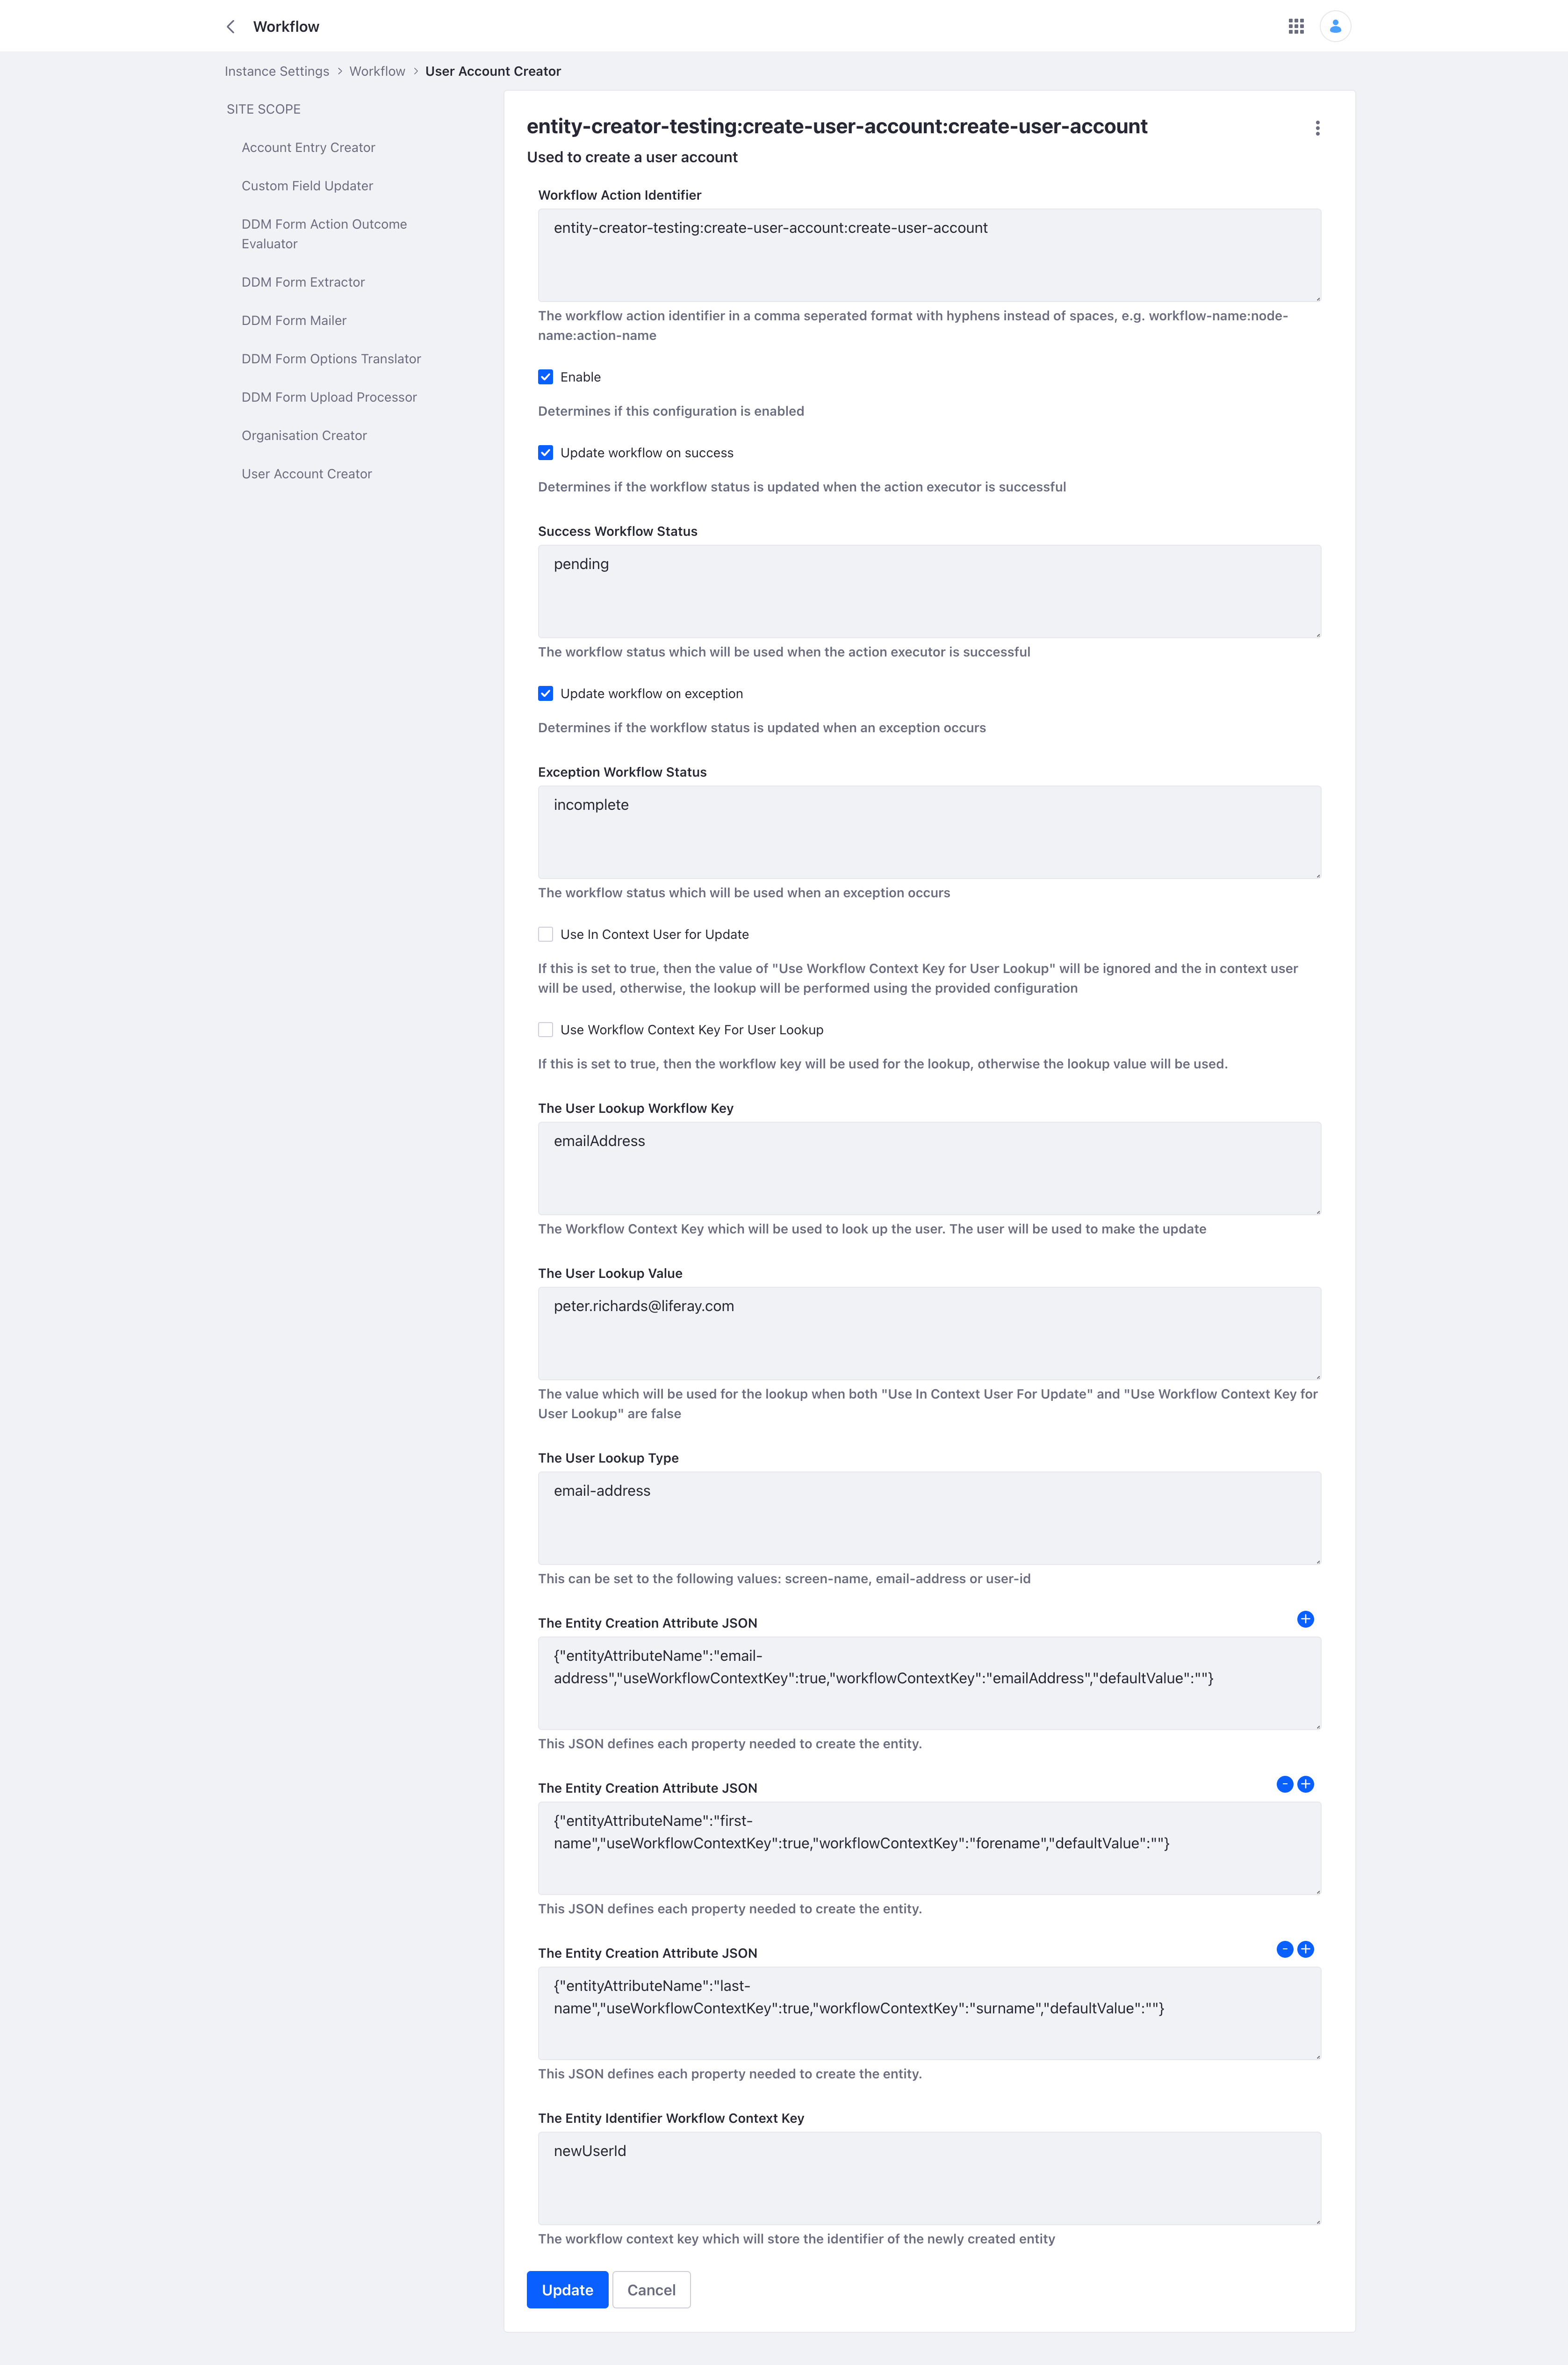 Workflow
Instance Settings > Workflow > User Account Creator
SITE SCOPE
Account Entry Creator
Custom Field Updater
DDM Form Action Outcome
Evaluator
DDM Form Extractor
DDM Form Mailer
DDM Form Options Translator
DDM Form Upload Processor
Organisation Creator
User Account Creator
entity-creator-testing:create-user-account:create-user-account
Used to create a user account
Workflow Action Identifier
entity-creator-testing:create-user-account:create-user-account
The workflow action identifier in a comma seperated format with hyphens instead of spaces, e.g. workflow-name:node-
name:action-name
Enable
Determines if this configuration is enabled
Update workflow on success
Determines if the workflow status is updated when the action executor is successful
Success Workflow Status
pending
The workflow status which will be used when the action executor is successful
Update workflow on exception
Determines if the workflow status is updated when an exception occurs
Exception Workflow Status
incomplete
The workflow status which will be used when an exception occurs
Use In Context User for Update
If this is set to true, then the value of "Use Workflow Context Key for User Lookup" will be ignored and the in context user
will be used, otherwise, the lookup will be performed using the provided configuration
Use Workflow Context Key For User Lookup
If this is set to true, then the workflow key will be used for the lookup, otherwise the lookup value will be used.
The User Lookup Workflow Key
emailAddress
The Workflow Context Key which will be used to look up the user. The user will be used to make the update
The User Lookup Value
peter.richards@liferay.com
The value which will be used for the lookup when both "Use In Context User For Update" and "Use Workflow Context Key for
User Lookup" are false
The User Lookup Type
email-address
This can be set to the following values: screen-name, email-address or user-id
The Entity Creation Attribute JSON
{"entityAttributeName":"email-
address","useWorkflowContextKey":true,"workflowContextKey":"emailAddress","defaultValue":""}
This JSON defines each property needed to create the entity.
The Entity Creation Attribute JSON
{"entityAttributeName":"first-
name","useWorkflowContextKey":true,"workflowContextKey":"forename","defaultValue":""}
This JSON defines each property needed to create the entity.
The Entity Creation Attribute JSON
{"entityAttributeName":"last-
name","useWorkflowContextKey":true,"workflowContextKey":"surname","defaultValue":""}
This JSON defines each property needed to create the entity.
The Entity Identifier Workflow Context Key
newUserId
The workflow context key which will store the identifier of the newly created entity
Update Cancel